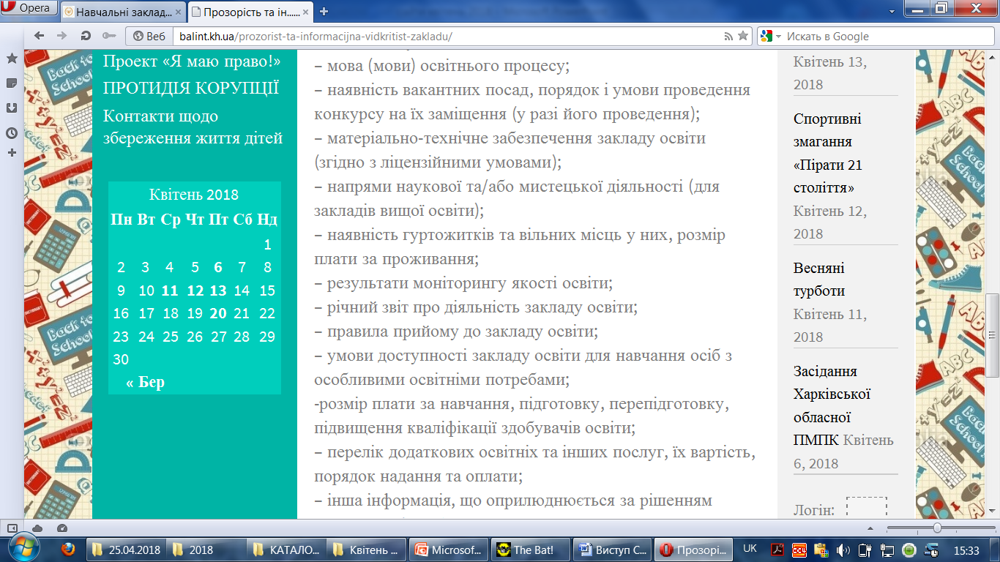 Opera
Навчальні заклад...
Прозорість та ін......
Веб
balint.kh.ua/prozorist-ta-informacijna-vidkritist-zakladu/
Искать в Google
Проект «Я маю право!»
ПРОТИДІЯ КОРУПЦІЇ
Контакти щодо
збереження життя дітей
Квітень 2018
Пн Вт Ср Чт Пт Сб Нд
1
2 3 4 5 6 7 8
9 10 11 12 13 14 15
16 17 18 19 20 21 22
23 24 25 26 27 28 29
30
« Бер
– мова (мови) освітнього процесу;
– наявність вакантних посад, порядок і умови проведення
конкурсу на їх заміщення (у разі його проведення);
– матеріально-технічне забезпечення закладу освіти
(згідно з ліцензійними умовами);
– напрями наукової та/або мистецької діяльності (для
закладів вищої освіти);
– наявність гуртожитків та вільних місць у них, розмір
плати за проживання;
– результати моніторингу якості освіти;
– річний звіт про діяльність закладу освіти;
– правила прийому до закладу освіти;
– умови доступності закладу освіти для навчання осіб з
особливими освітніми потребами;
-розмір плати за навчання, підготовку, перепідготовку,
підвищення кваліфікації здобувачів освіти;
– перелік додаткових освітніх та інших послуг, їх вартість,
порядок надання та оплати;
– інша інформація, що оприлюднюється за рішенням
Квітень 13,
2018
Спортивні
змагання
«Пірати 21
століття»
Квітень 12,
2018
Весняні
турботи
Квітень 11,
2018
Засідання
Харківської
обласної
ПМПК Квітень
6, 2018
Логін:
25.04.2018
2018
КАТАЛО...
Квітень ...
Microsof...
The Bat!
Виступ С...
Прозорі...
UK
15:33